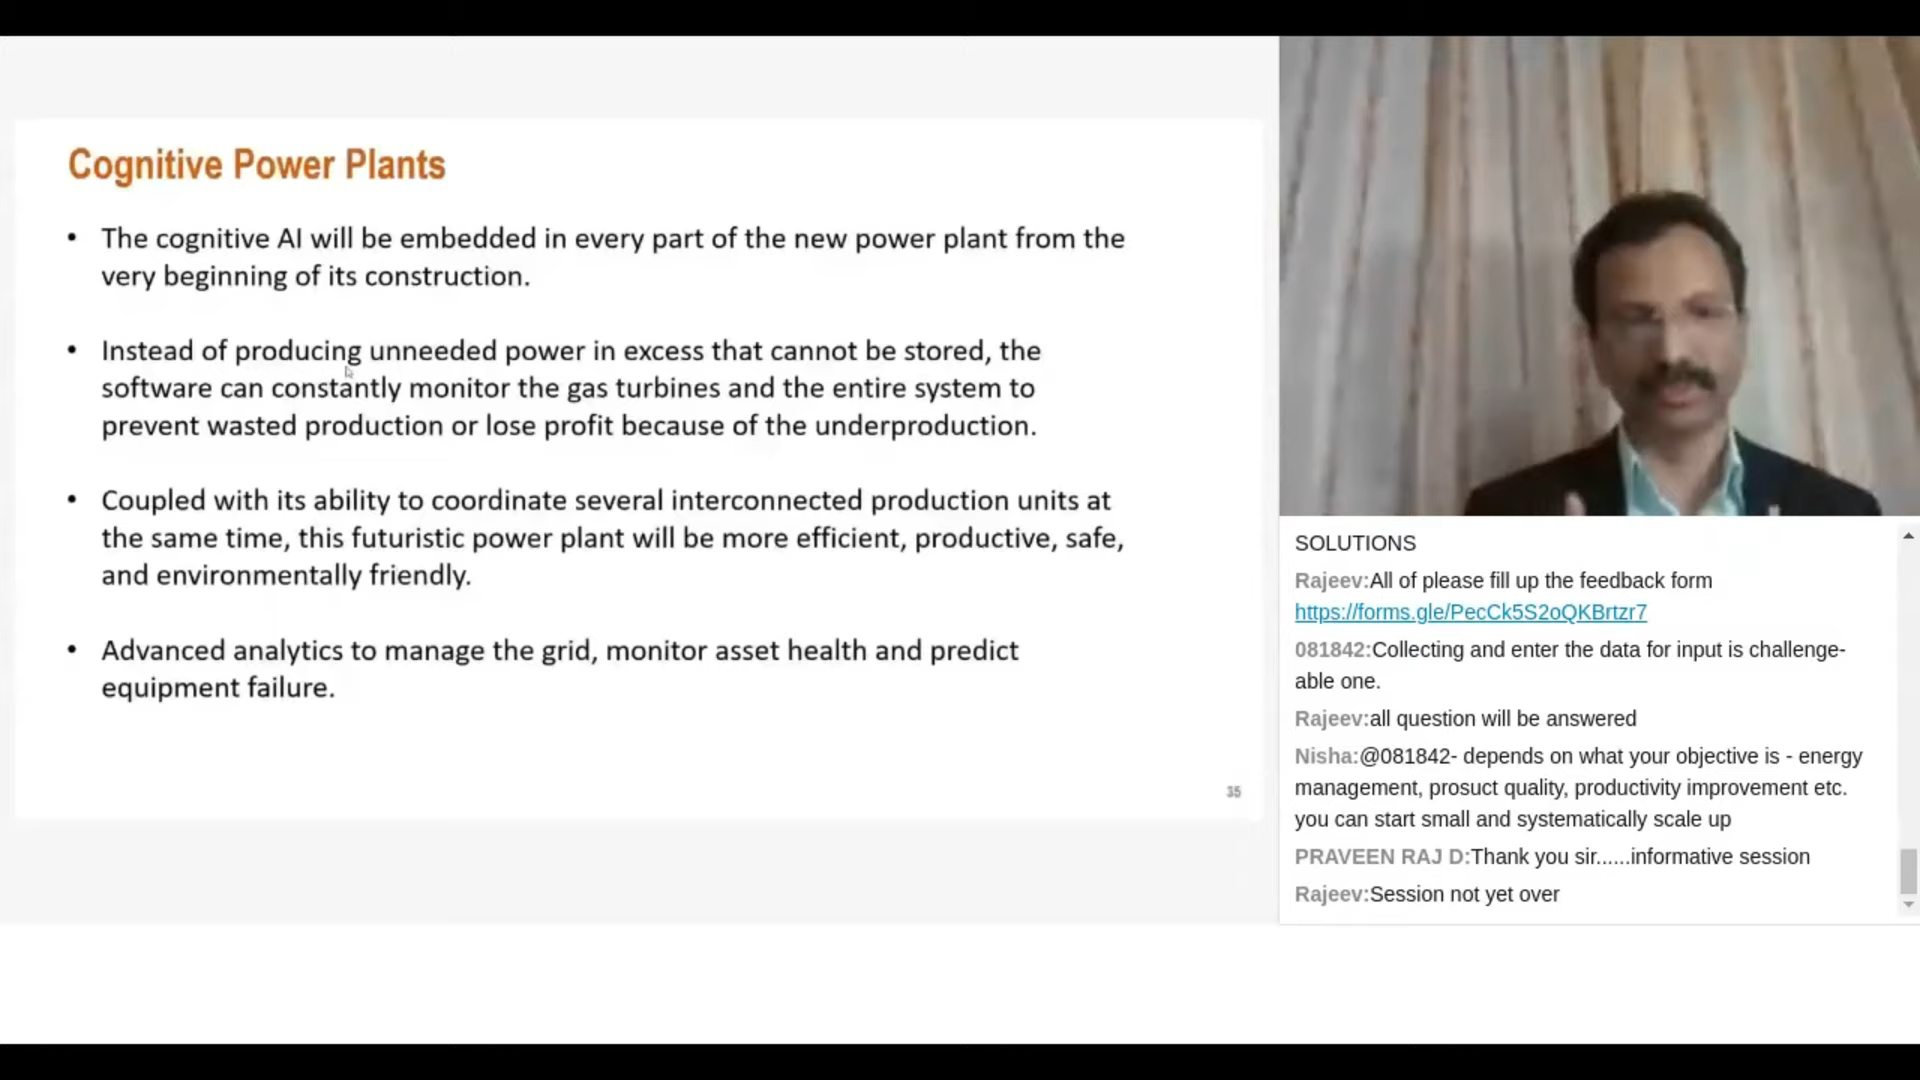 Cognitive Power Plants
• The cognitive AI will be embedded in every part of the new power plant from the
very beginning of its construction.
• Instead of producing unneeded power in excess that cannot be stored, the
software can constantly monitor the gas turbines and the entire system to
prevent wasted production or lose profit because of the underproduction.
• Coupled with its ability to coordinate several interconnected production units at
the same time, this futuristic power plant will be more efficient, productive, safe,
and environmentally friendly.
• Advanced analytics to manage the grid, monitor asset health and predict
equipment failure.
35
SOLUTIONS
Rajeev:All of please fill up the feedback form
https://forms.gle/PecCk5S2oQKBrtzr7
081842:Collecting and enter the data for input is challenge-
able one.
Rajeev:all question will be answered
Nisha:@081842- depends on what your objective is - energy
management, prosuct quality, productivity improvement etc.
you can start small and systematically scale up
PRAVEEN RAJ D:Thank you sir......informative session
Rajeev:Session not yet over